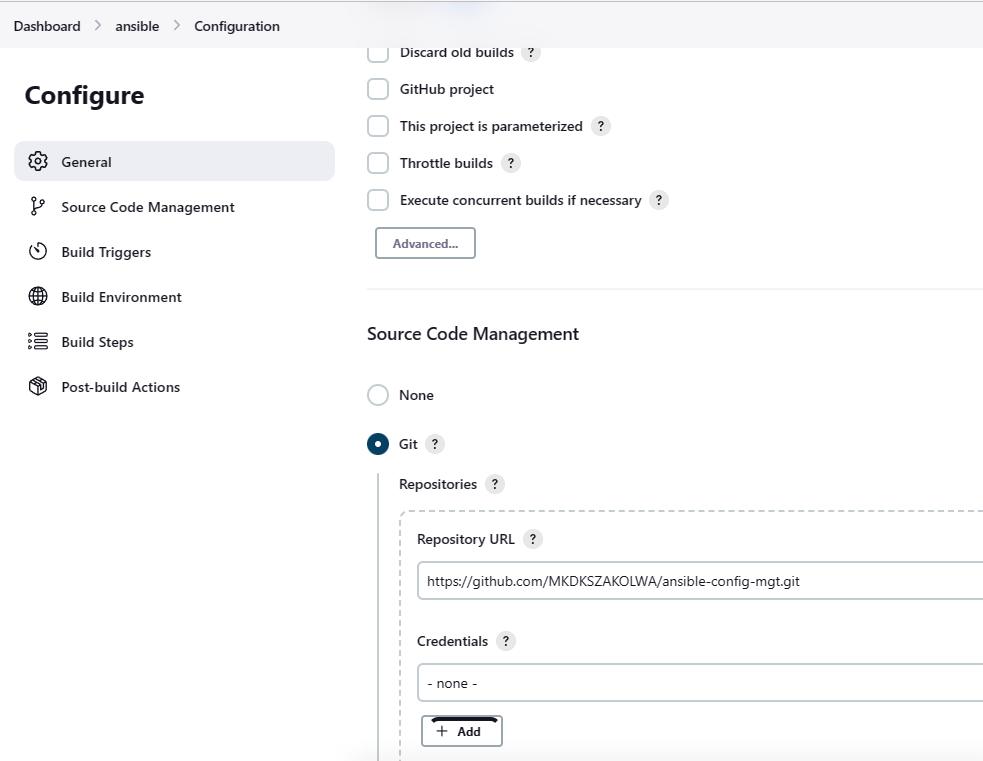 Dashboard > ansible > Configuration
Configure
General
Source Code Management
Build Triggers
Build Environment
Build Steps
Post-build Actions
Discard old builds ?
GitHub project
This project is parameterized ?
Throttle builds ?
Execute concurrent builds if necessary ?
Advanced...
Source Code Management
None
Git ?
Repositories ?
Repository URL ?
https://github.com/MKDKSZAKOLWA/ansible-config-mgt.git
Credentials ?
- none -
+ Add